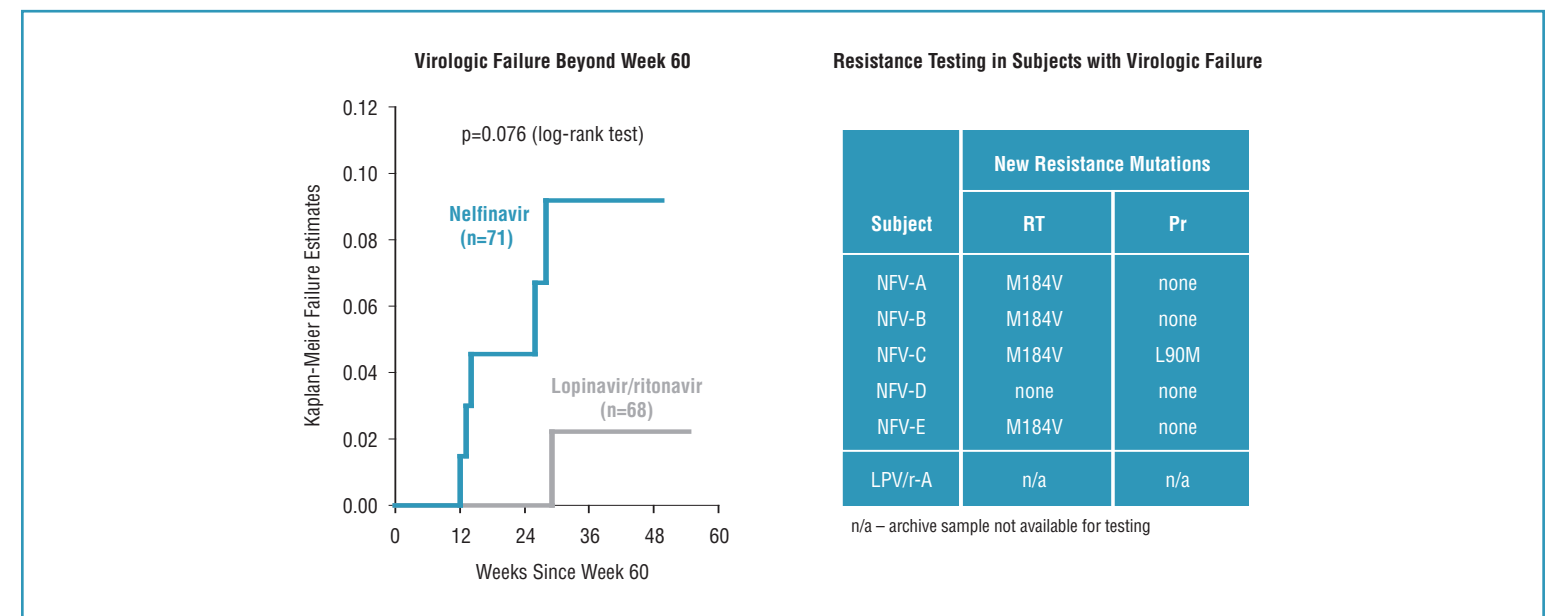 Virologic Failure Beyond Week 60
0.12
0.10
0.08
0.06
0.04
0.02
0.00
Kaplan-Meier Failure Estimates
p=0.076 (log-rank test)
Nelfinavir
(n=71)
Lopinavir/ritonavir
(n=68)
0 12 24 36 48 60
Weeks Since Week 60
Resistance Testing in Subjects with Virologic Failure
New Resistance Mutations
Subject RT Pr
NFV-A M184V none
NFV-B M184V none
NFV-C M184V L90M
NFV-D none none
NFV-E M184V none
LPV/r-A n/a n/a
n/a – archive sample not available for testing